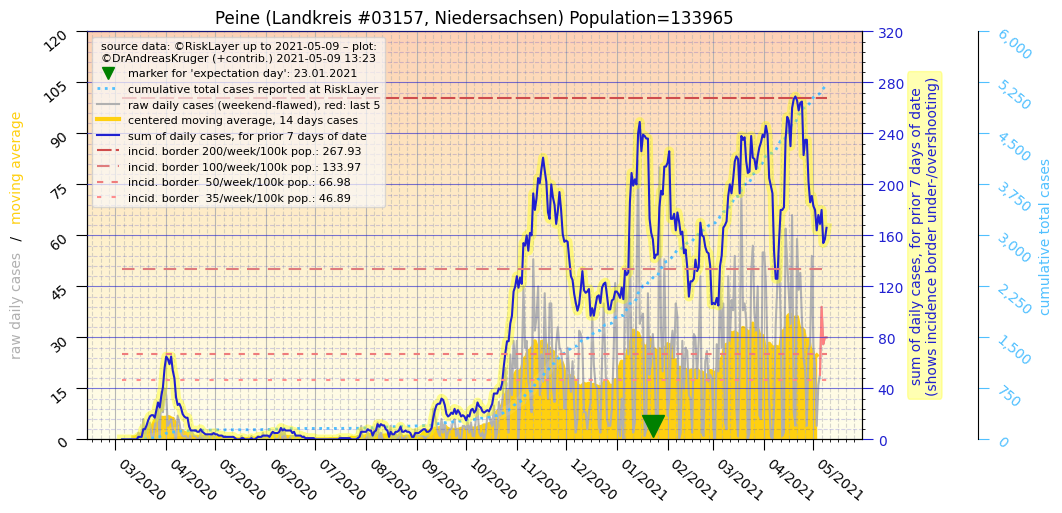 Peine (Landkreis #03157, Niedersachsen) Population=133965
source data: ©RiskLayer up to 2021-05-09 – plot:
©DrAndreasKruger (+contrib.) 2021-05-09 13:23
marker for 'expectation day': 23.01.2021
cumulative total cases reported at RiskLayer
raw daily cases (weekend-flawed), red: last 5
centered moving average, 14 days cases
sum of daily cases, for prior 7 days of date
incid. border 200/week/100k pop.: 267.93
incid. border 100/week/100k pop.: 133.97
incid. border  50/week/100k pop.: 66.98
incid. border  35/week/100k pop.: 46.89
raw daily cases  /  moving average
120
105
90
75
60
45
30
15
0
03/2020
04/2020
05/2020
06/2020
07/2020
08/2020
09/2020
10/2020
11/2020
12/2020
01/2021
02/2021
03/2021
04/2021
05/2021
320
280
240
200
160
120
80
40
0
sum of daily cases, for prior 7 days of date
(shows incidence border under-/overshooting)
6,000
5,250
4,500
3,750
3,000
2,250
1,500
750
0
cumulative total cases